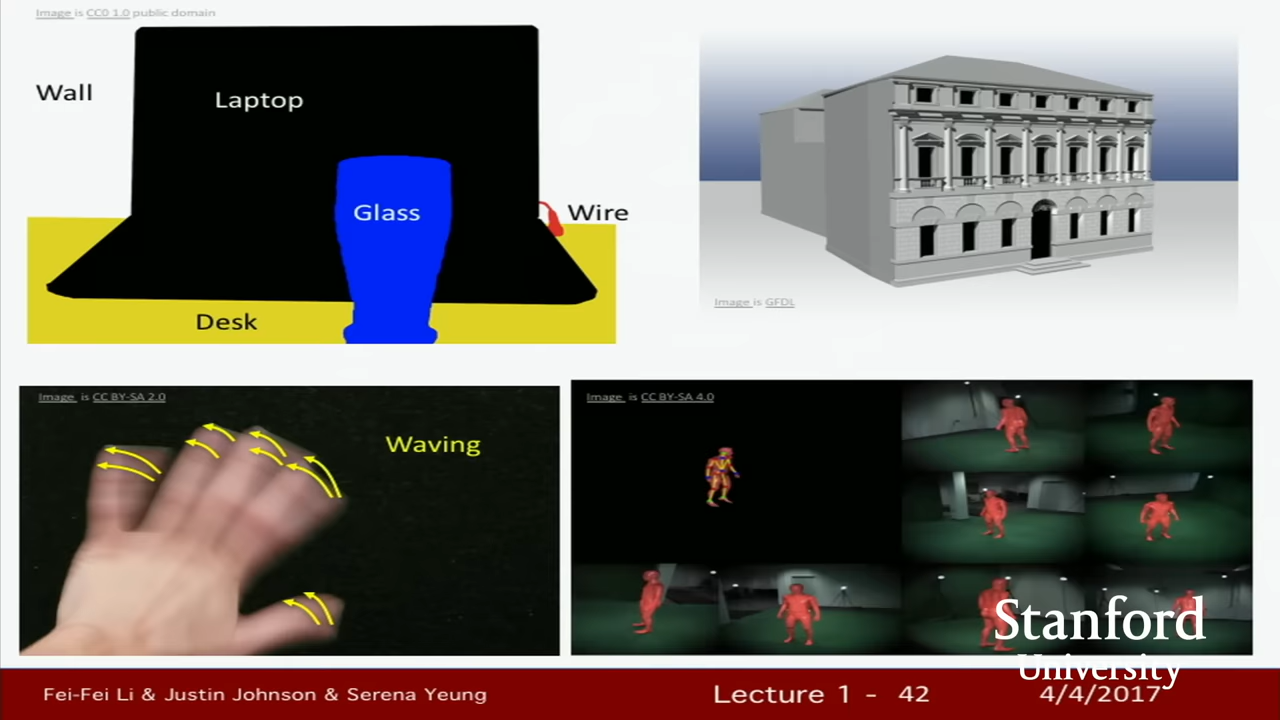 Image is CC0 1.0 public domain
Wall
Laptop
Glass
Wire
Desk
Image is GFDL
Image is CC BY-SA 2.0
Waving
Image is CC BY-SA 4.0
Stanford
University
Fei-Fei Li & Justin Johnson & Serena Yeung
Lecture 1 - 42
4/4/2017